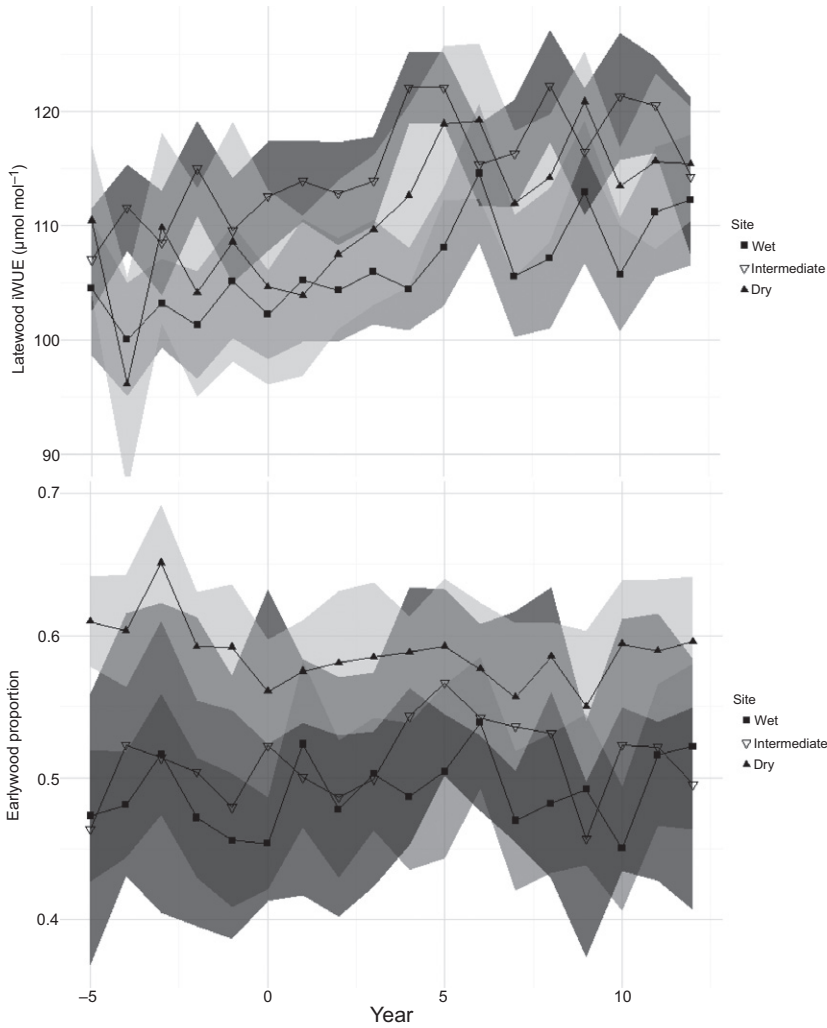 120
110
100
90
Latewood iWUE (µmol mol⁻¹)
Site
Wet
Intermediate
Dry
0.7
0.6
0.5
0.4
Earlywood proportion
Site
Wet
Intermediate
Dry
–5 0 5 10
Year